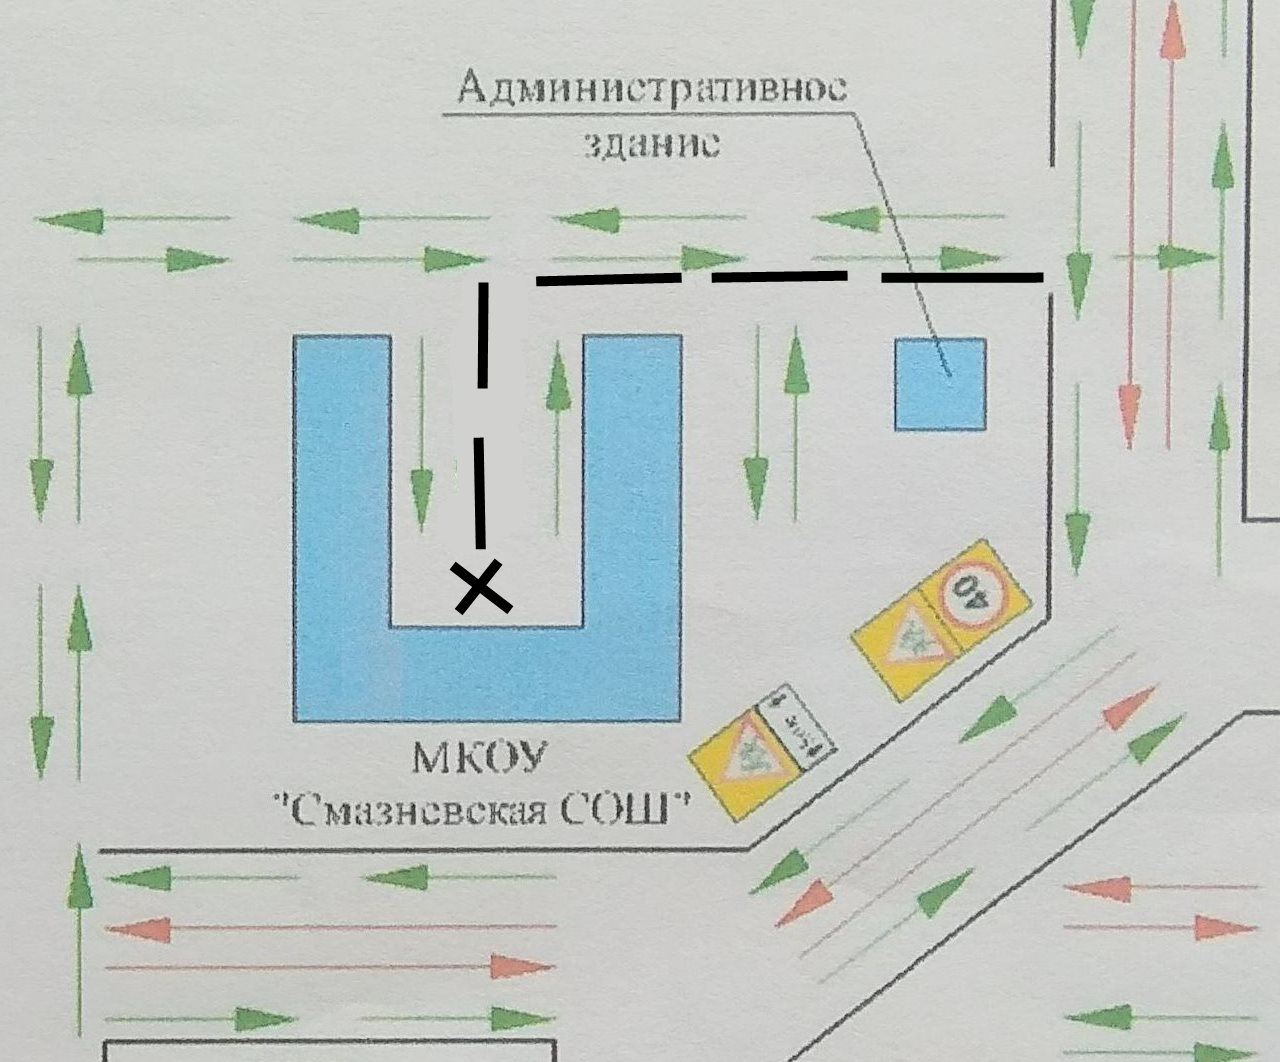 Административное
здание
40
МКОУ
"Смазневская СОШ"